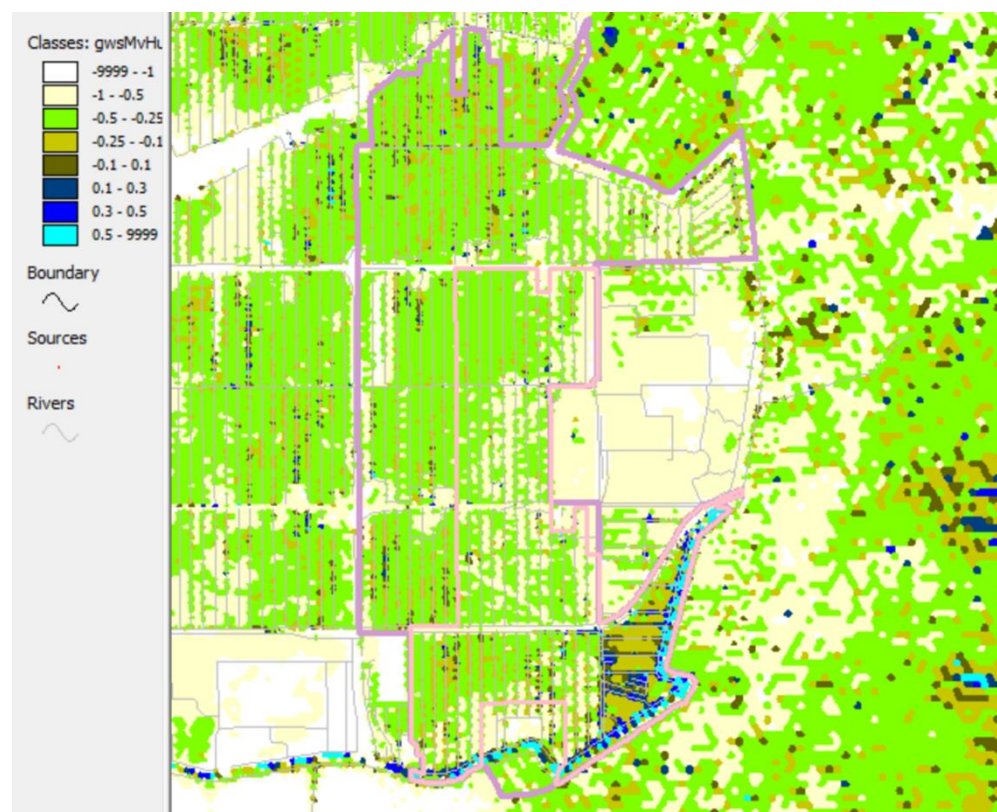 Classes: gwsMvHu
-9999 - -1
-1 - -0.5
-0.5 - -0.25
-0.25 - -0.1
-0.1 - 0.1
0.1 - 0.3
0.3 - 0.5
0.5 - 9999
Boundary
Sources
Rivers